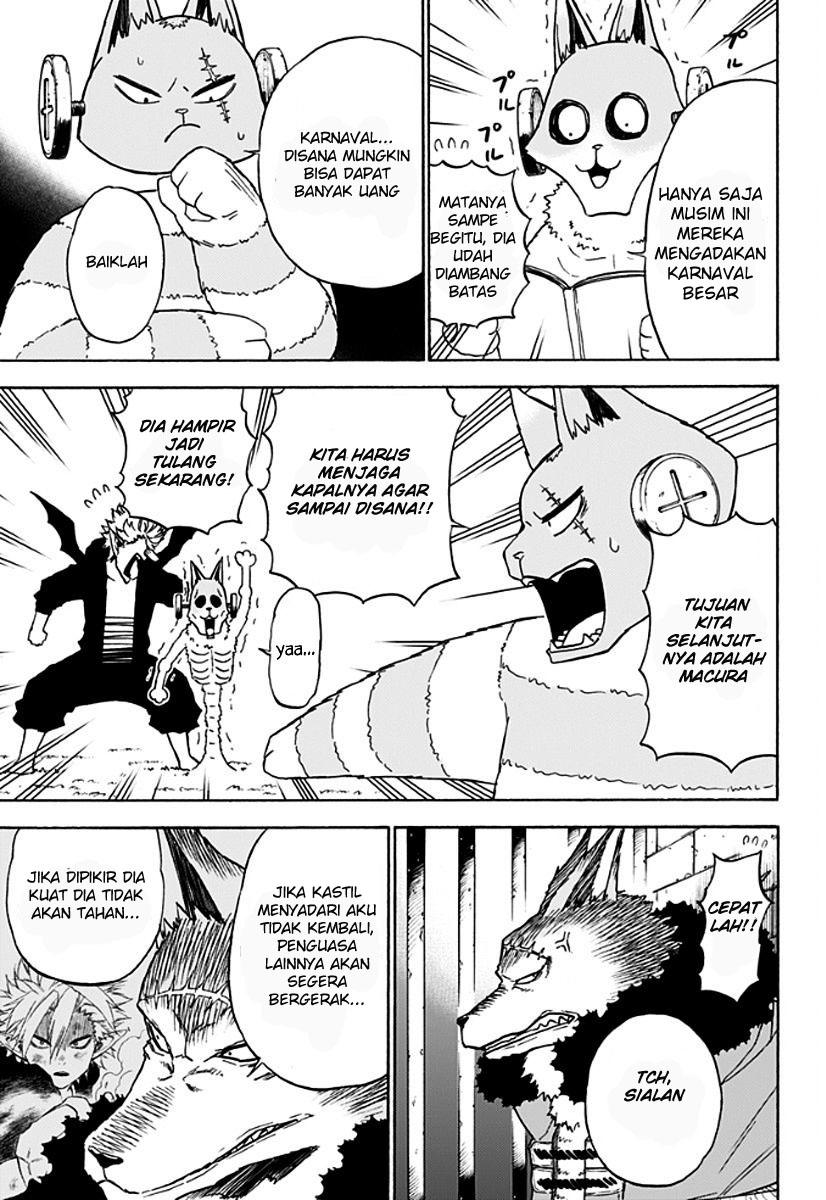 HANYA SAJA
MUSIM INI
MEREKA
MENGADAKAN
KARNAVAL
BESAR
プル
プル
MATANYA
SAMPE
BEGITU, DIA
UDAH
DIAMBANG
BATAS
KARNAVAL...
DISANA MUNGKIN
BISA DAPAT
BANYAK UANG
BAIKLAH
TUJUAN
KITA
SELANJUT-
NYA ADALAH
MACURA
KITA HARUS
MENJAGA
KAPALNYA AGAR
SAMPAI DISANA!!
DIA HAMPIR
JADI
TULANG
SEKARANG!
yaa...
CEPAT
LAH!!
TCH,
SIALAN
JIKA KASTIL
MENYADARI AKU
TIDAK KEMBALI,
PENGUASA
LAINNYA AKAN
SEGERA
BERGERAK...
JIKA DIPIKIR DIA
KUAT DIA TIDAK
AKAN TAHAN...